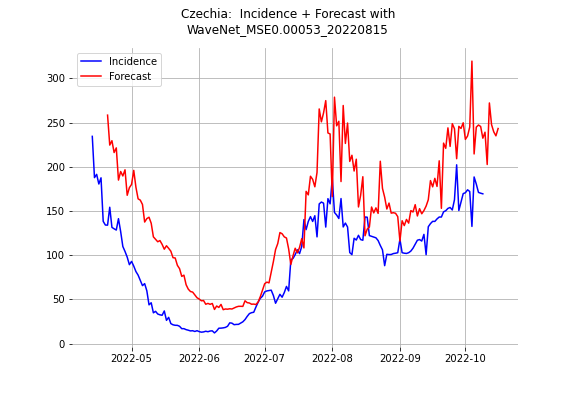 Czechia:  Incidence + Forecast with
WaveNet_MSE0.00053_20220815
Incidence
Forecast
300
250
200
150
100
50
0
2022-05 2022-06 2022-07 2022-08 2022-09 2022-10